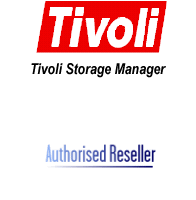 Tivoli
Tivoli Storage Manager
Authorised Reseller